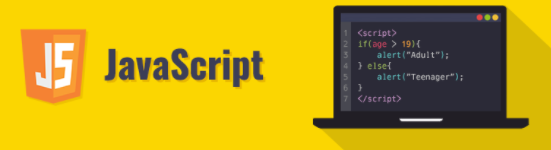 JS
JavaScript
1 <script>
2 if(age > 19){
3 alert("Adult");
4 } else{
5 alert("Teenager");
6 }
7 </script>